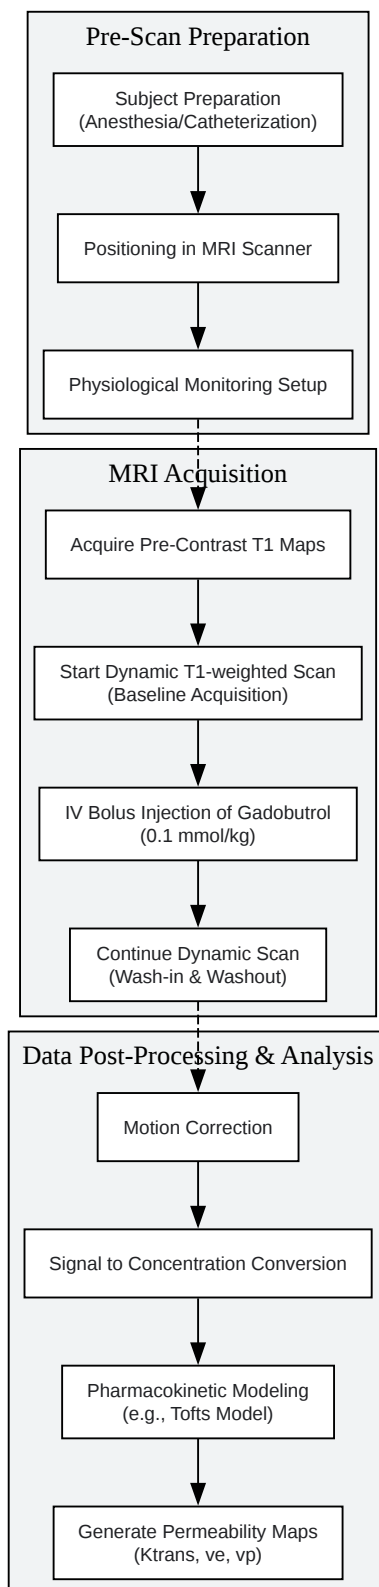 Pre-Scan Preparation
Subject Preparation
(Anesthesia/Catheterization)
Positioning in MRI Scanner
Physiological Monitoring Setup
MRI Acquisition
Acquire Pre-Contrast T1 Maps
Start Dynamic T1-weighted Scan
(Baseline Acquisition)
IV Bolus Injection of Gadobutrol
(0.1 mmol/kg)
Continue Dynamic Scan
(Wash-in & Washout)
Data Post-Processing & Analysis
Motion Correction
Signal to Concentration Conversion
Pharmacokinetic Modeling
(e.g., Tofts Model)
Generate Permeability Maps
(Ktrans, ve, vp)